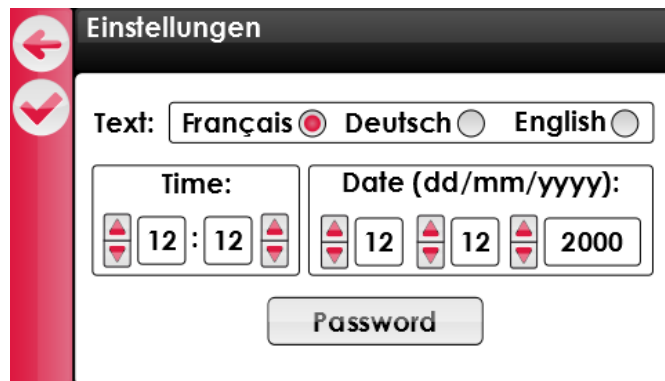 Einstellungen
Text: Français Deutsch English
Time: Date (dd/mm/yyyy):
12 : 12 12 12 2000
Password